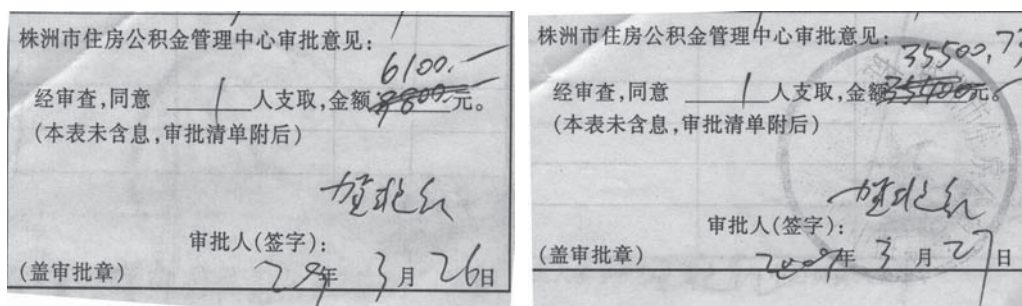 株洲市住房公积金管理中心审批意见:
6100.-
经审查,同意 1 人支取,金额 元。
(本表未含息,审批清单附后)
审批人(签字):
(盖审批章) 年 3 月 26 日
株洲市住房公积金管理中心审批意见:
35500.73
经审查,同意 1 人支取,金额 35400 元。
(本表未含息,审批清单附后)
审批人(签字):
(盖审批章) 2009 年 3 月 27 日